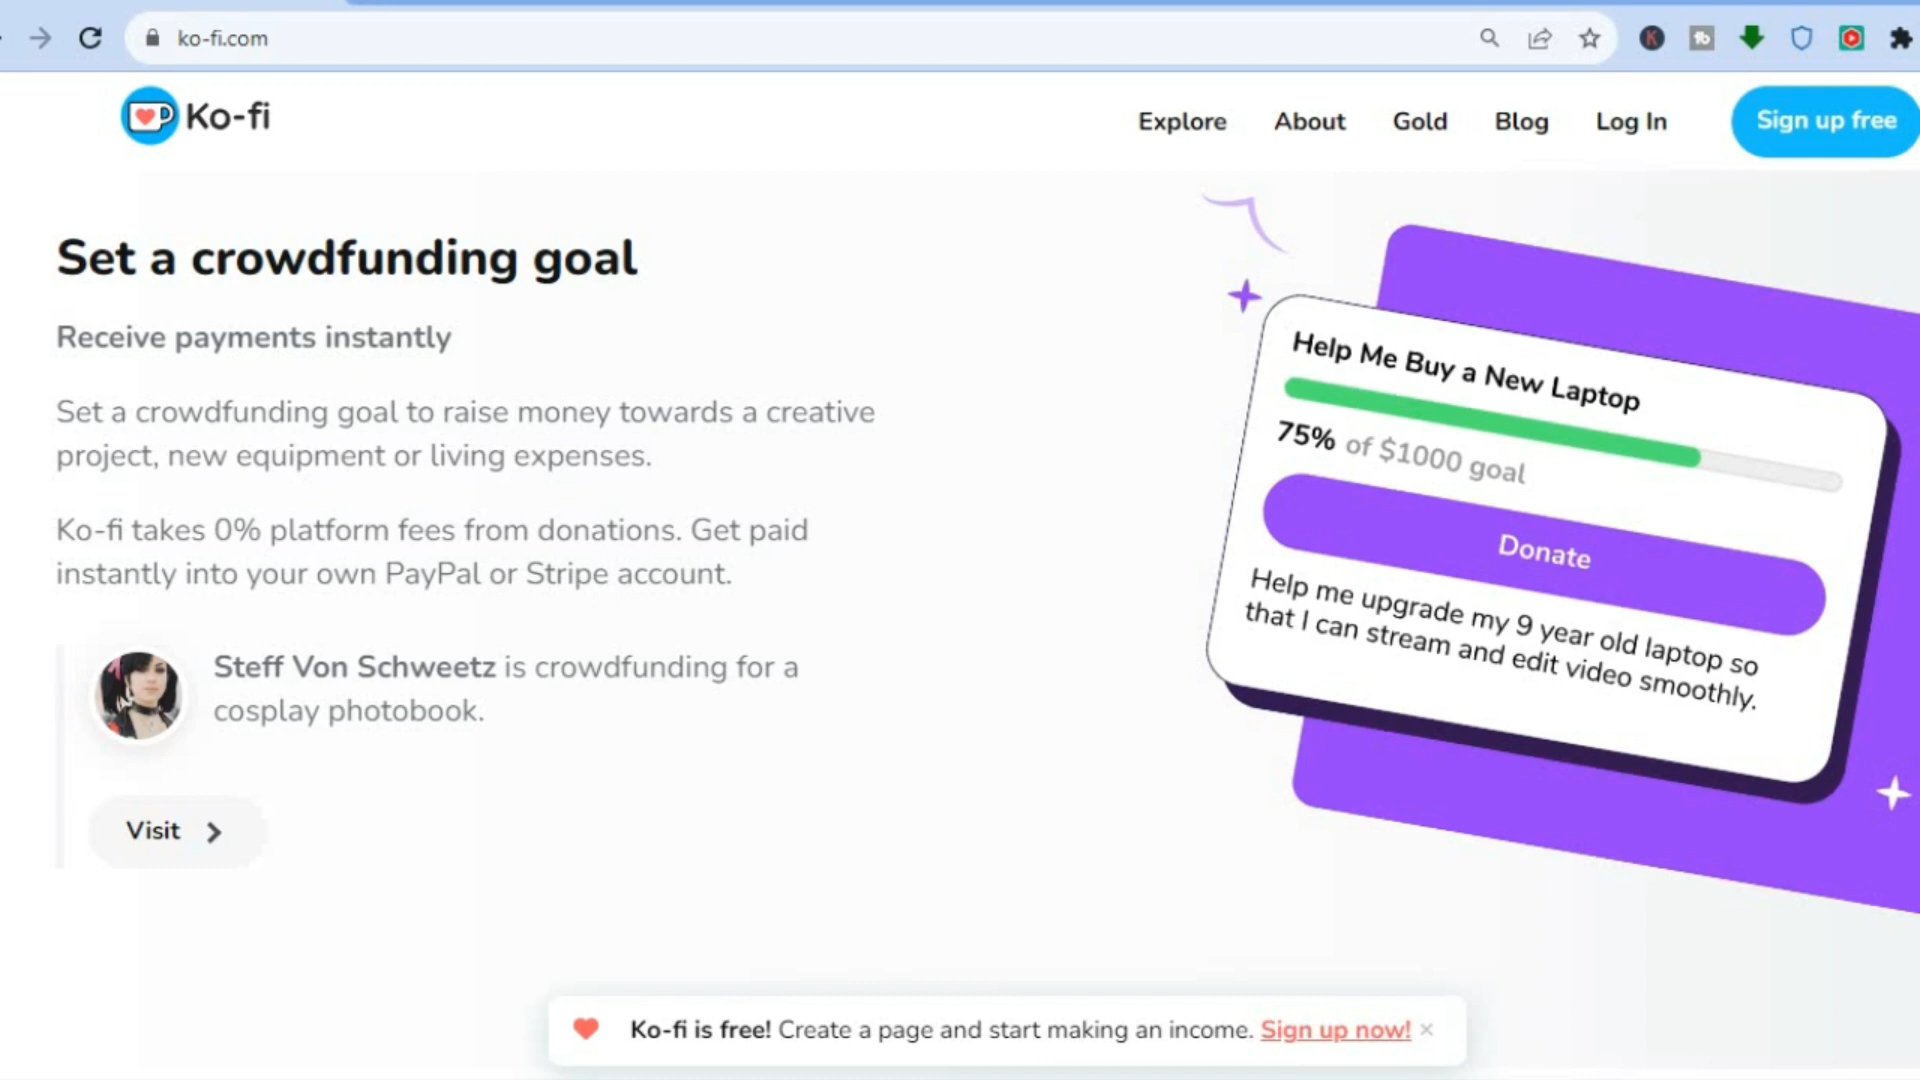 ko-fi.com
Ko-fi
Explore About Gold Blog Log In Sign up free
Set a crowdfunding goal
Receive payments instantly
Set a crowdfunding goal to raise money towards a creative
project, new equipment or living expenses.
Ko-fi takes 0% platform fees from donations. Get paid
instantly into your own PayPal or Stripe account.
Steff Von Schweetz is crowdfunding for a
cosplay photobook.
Visit
Help Me Buy a New Laptop
75% of $1000 goal
Donate
Help me upgrade my 9 year old laptop so
that I can stream and edit video smoothly.
Ko-fi is free! Create a page and start making an income. Sign up now!